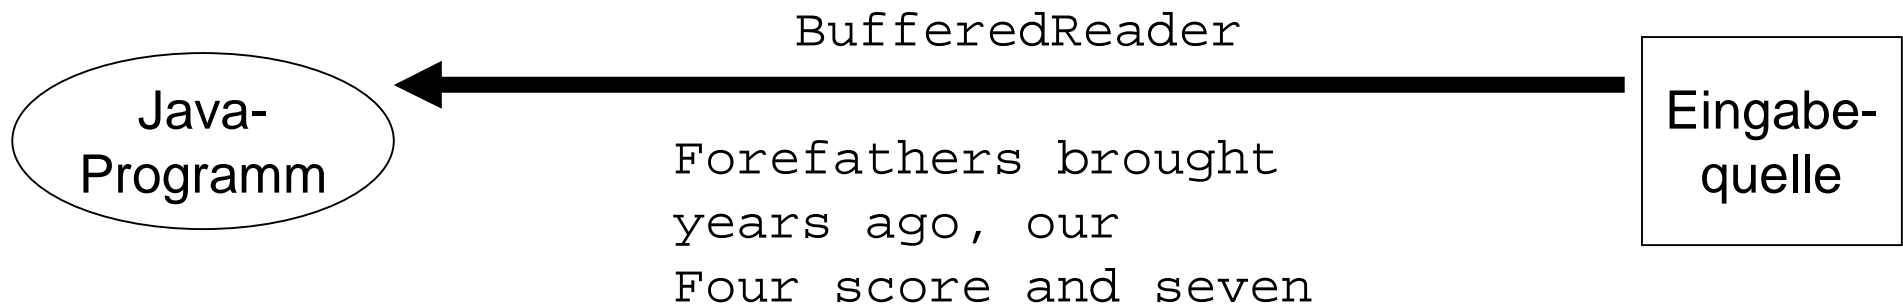 BufferedReader
Java-
Programm
Forefathers brought
years ago, our
Four score and seven
Eingabe-
quelle